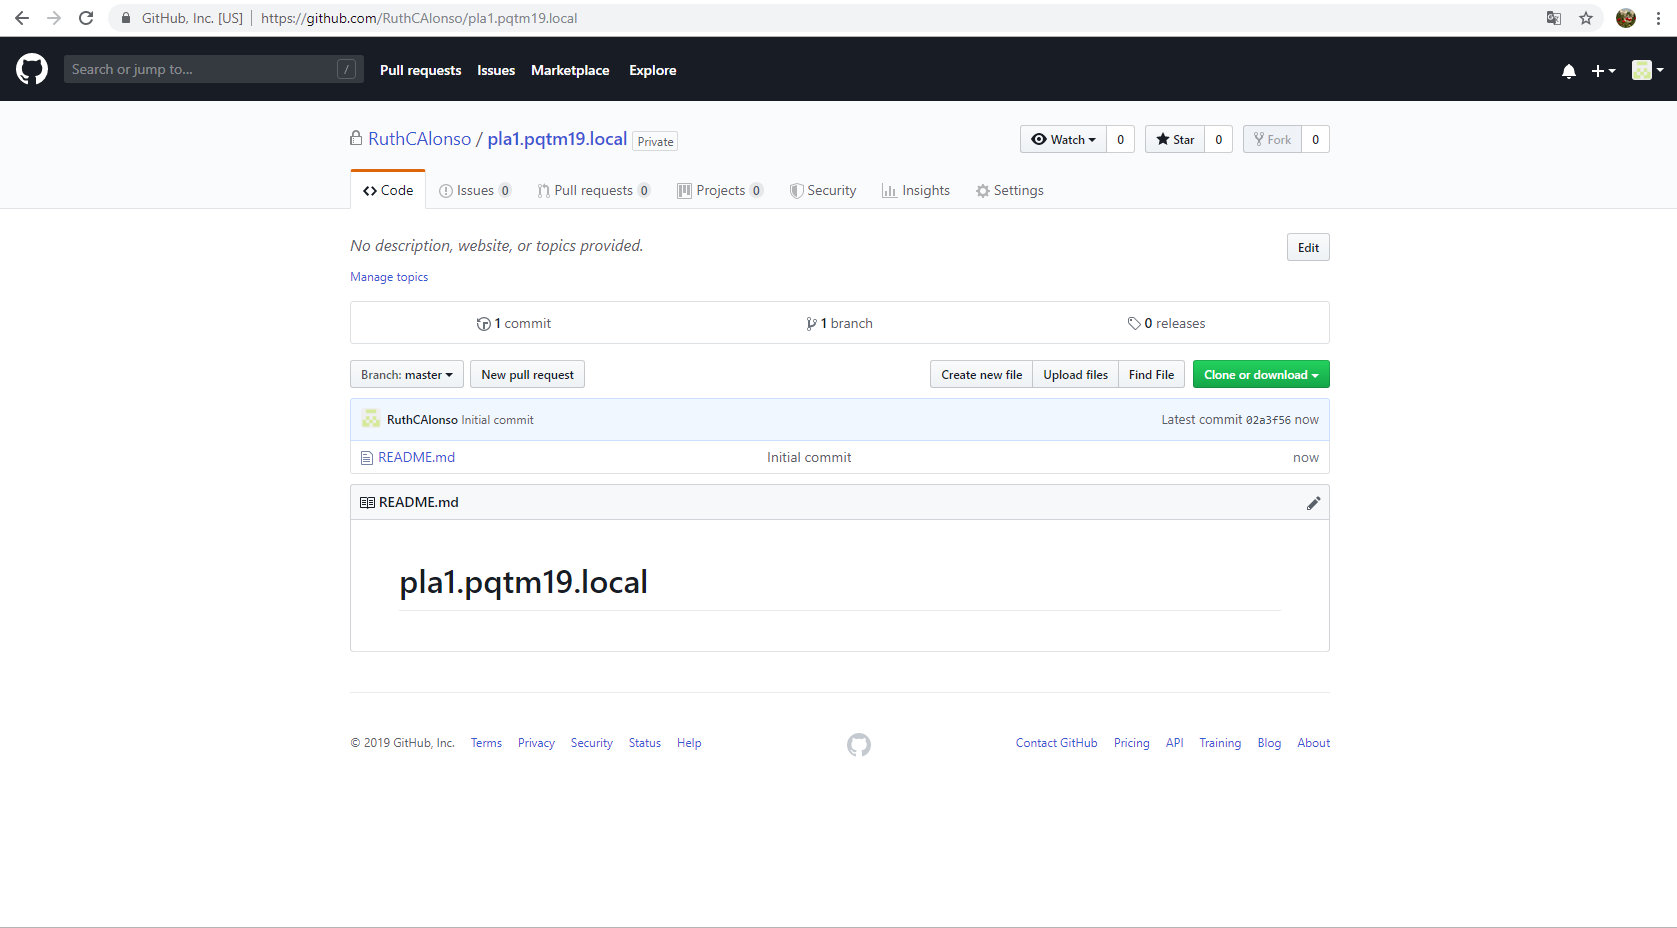 GitHub, Inc. [US] https://github.com/RuthCAlonso/pla1.pqtm19.local
Search or jump to... / Pull requests Issues Marketplace Explore
RuthCAlonso / pla1.pqtm19.local Private Watch 0 Star 0 Fork 0
Code Issues 0 Pull requests 0 Projects 0 Security Insights Settings
No description, website, or topics provided. Edit
Manage topics
1 commit 1 branch 0 releases
Branch: master New pull request Create new file Upload files Find File Clone or download
RuthCAlonso Initial commit Latest commit 02a3f56 now
README.md Initial commit now
README.md
pla1.pqtm19.local
© 2019 GitHub, Inc. Terms Privacy Security Status Help Contact GitHub Pricing API Training Blog About